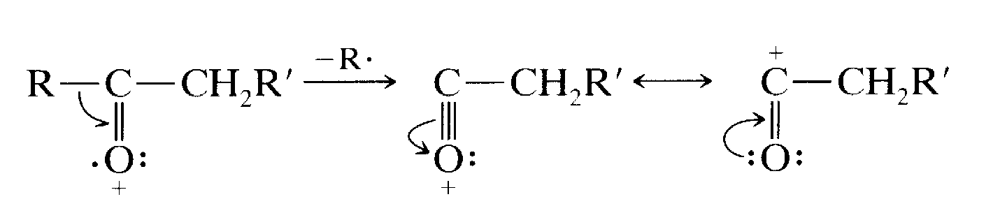 −R· +
R—C—CH₂R′ → C—CH₂R′ ↔ C—CH₂R′
·O: O: :O:
+ +